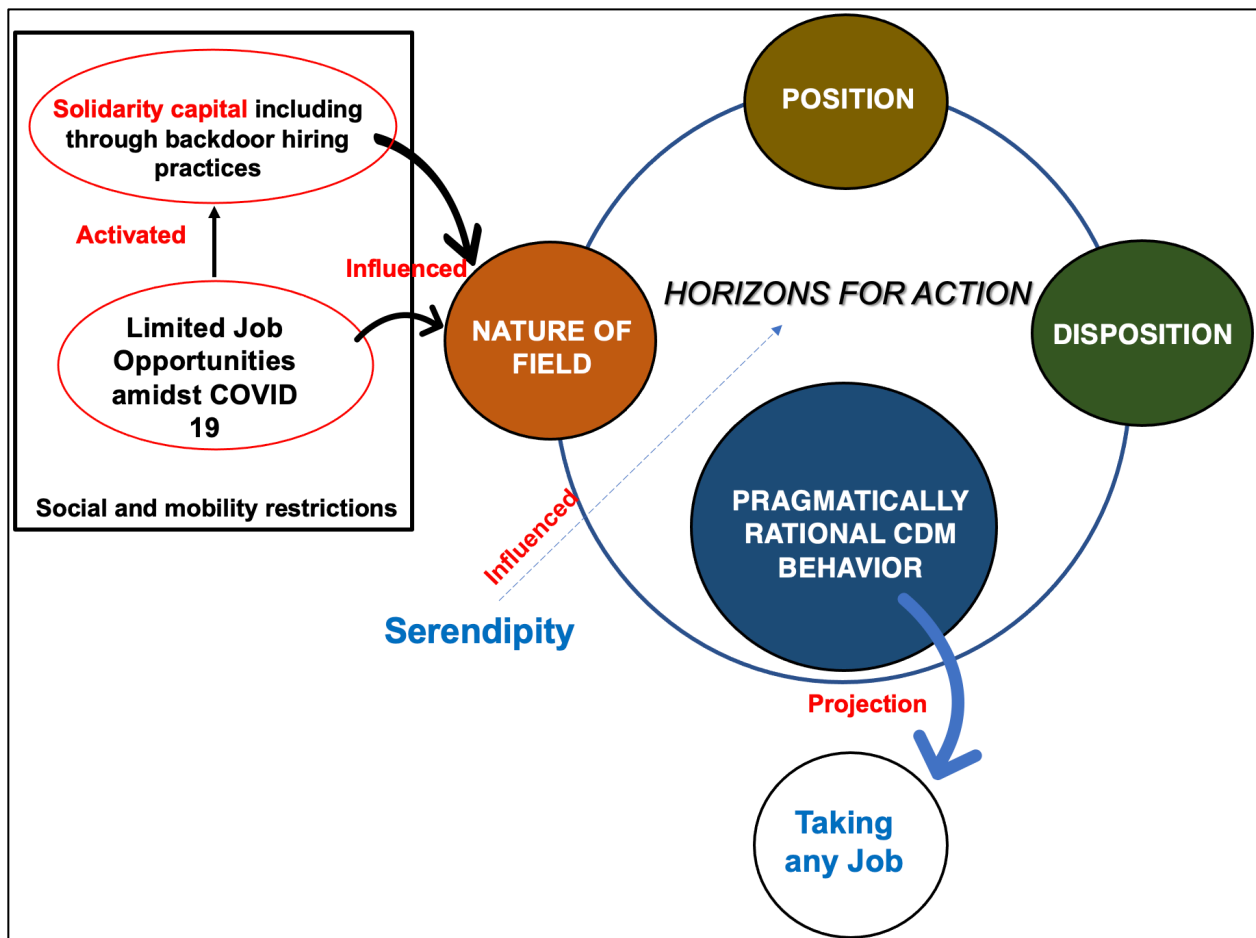 Solidarity capital including
through backdoor hiring
practices
Activated
Limited Job
Opportunities
amidst COVID
19
Social and mobility restrictions
Influenced
NATURE OF
FIELD
POSITION
HORIZONS FOR ACTION
DISPOSITION
PRAGMATICALLY
RATIONAL CDM
BEHAVIOR
Influenced
Serendipity
Projection
Taking
any Job